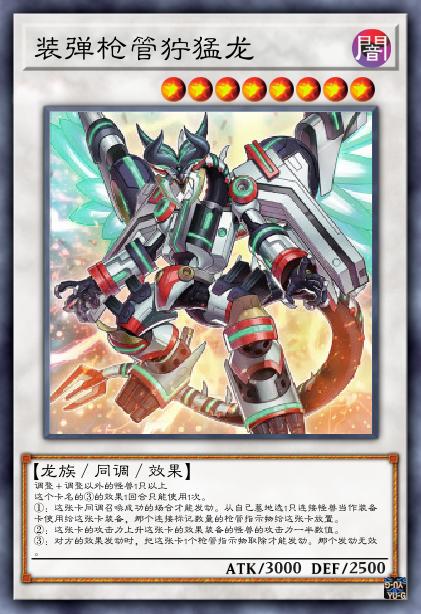 装弹枪管狞猛龙
闇
【龙族／同调／效果】
调整＋调整以外的怪兽1只以上
这个卡名的③的效果1回合只能使用1次。
①：这张卡同调召唤成功的场合才能发动。从自己墓地选1只连接怪兽当作装备
卡使用给这张卡装备，那个连接标记数量的枪管指示物给这张卡放置。
②：这张卡的攻击力上升这张卡的效果装备的怪兽的攻击力一半数值。
③：对方的效果发动时，把这张卡1个枪管指示物取除才能发动。那个发动无效
。
ATK/3000 DEF/2500